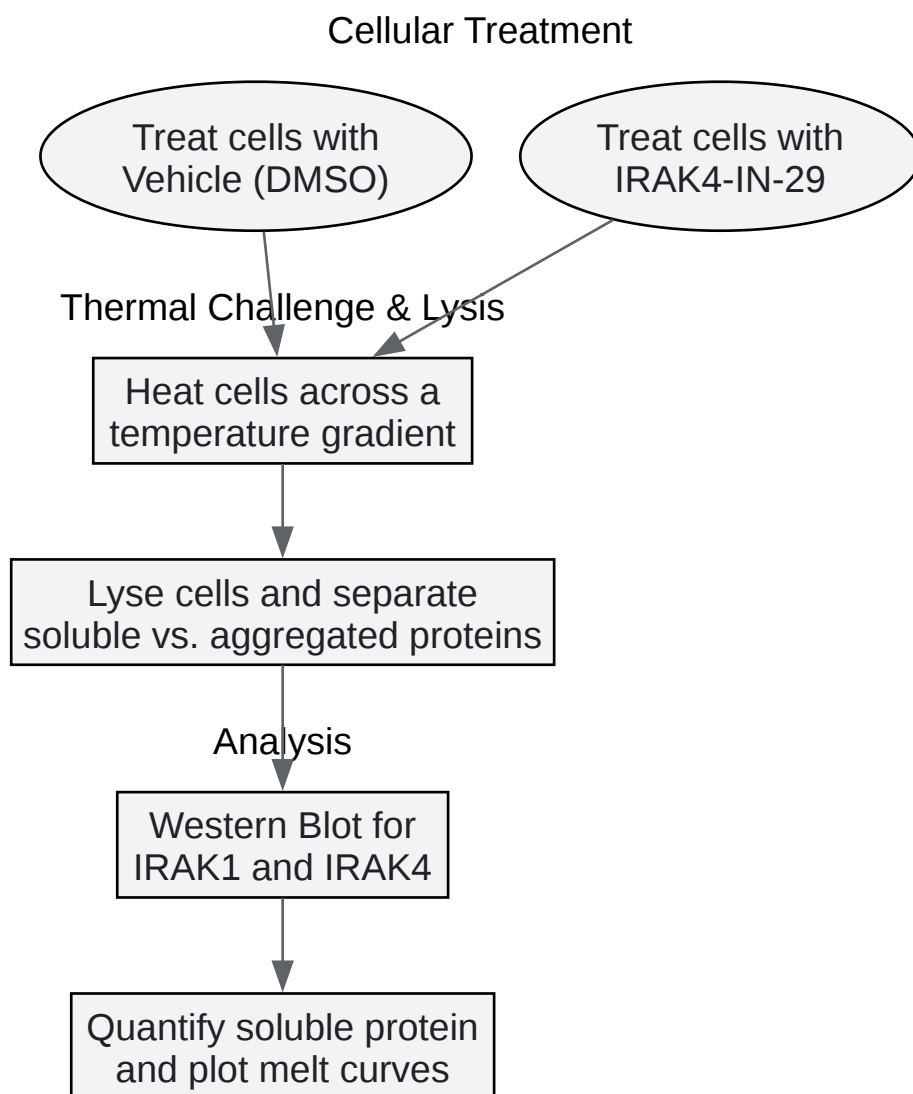 Cellular Treatment
Treat cells with
Vehicle (DMSO)
Treat cells with
IRAK4-IN-29
Thermal Challenge & Lysis
Heat cells across a
temperature gradient
Lyse cells and separate
soluble vs. aggregated proteins
Analysis
Western Blot for
IRAK1 and IRAK4
Quantify soluble protein
and plot melt curves